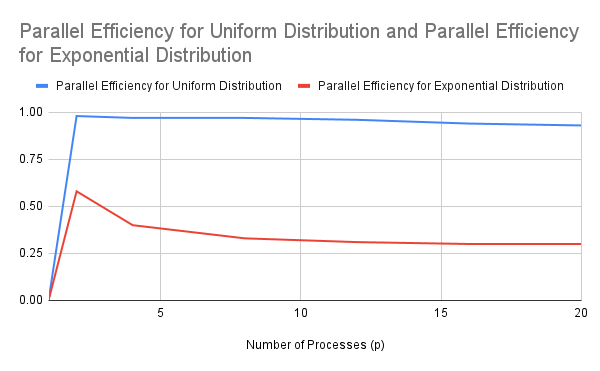 Parallel Efficiency for Uniform Distribution and Parallel Efficiency
for Exponential Distribution
Parallel Efficiency for Uniform Distribution Parallel Efficiency for Exponential Distribution
1.00
0.75
0.50
0.25
0.00
5 10 15 20
Number of Processes (p)